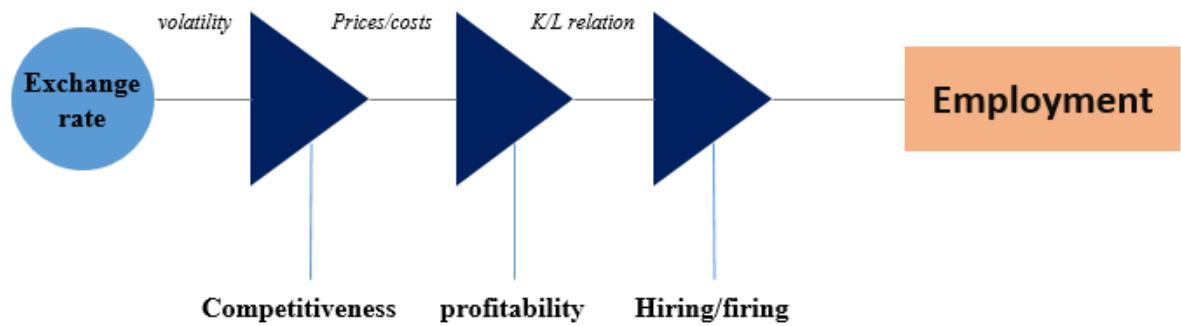 volatility
Prices/costs
K/L relation
Exchange
rate
Employment
Competitiveness
profitability
Hiring/firing